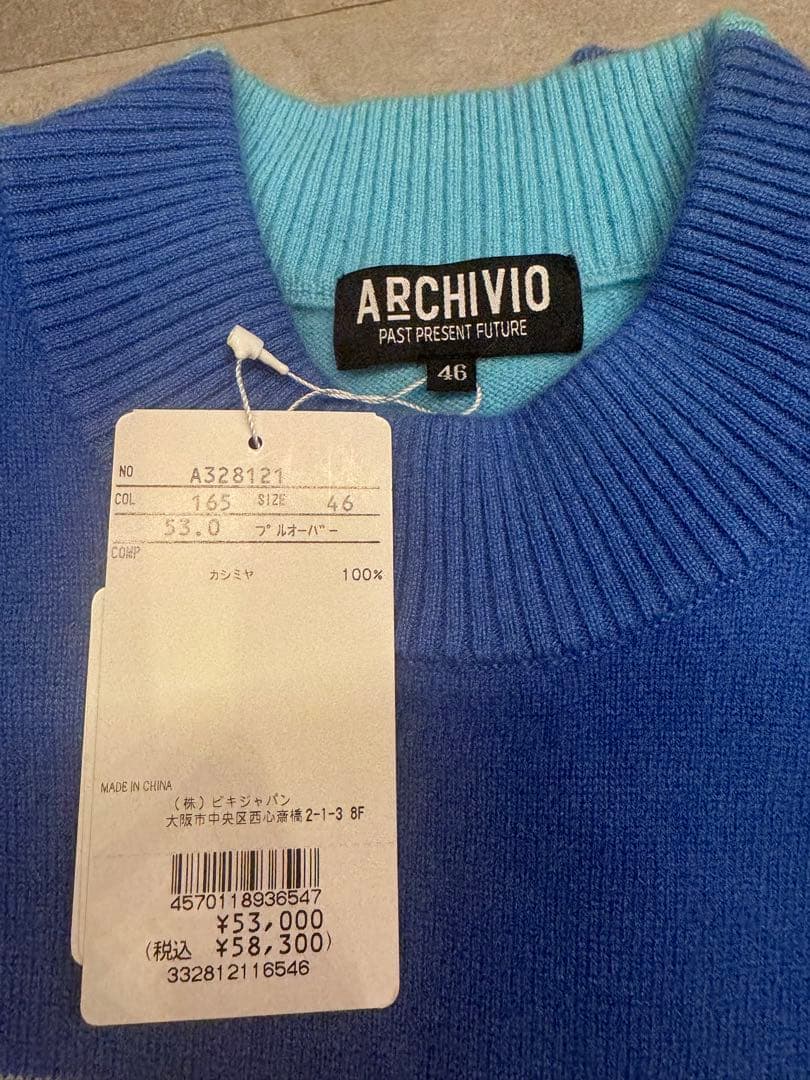 ARCHIVIO
PAST PRESENT FUTURE
46
NO A328121
COL 165 SIZE 46
53.0 プルオーバー
COMP
カシミヤ 100%
MADE IN CHINA
(株)ビキジャパン
大阪市中央区西心斎橋2-1-3 8F
4570118936547
¥53,000
(税込 ¥58,300)
332812116546